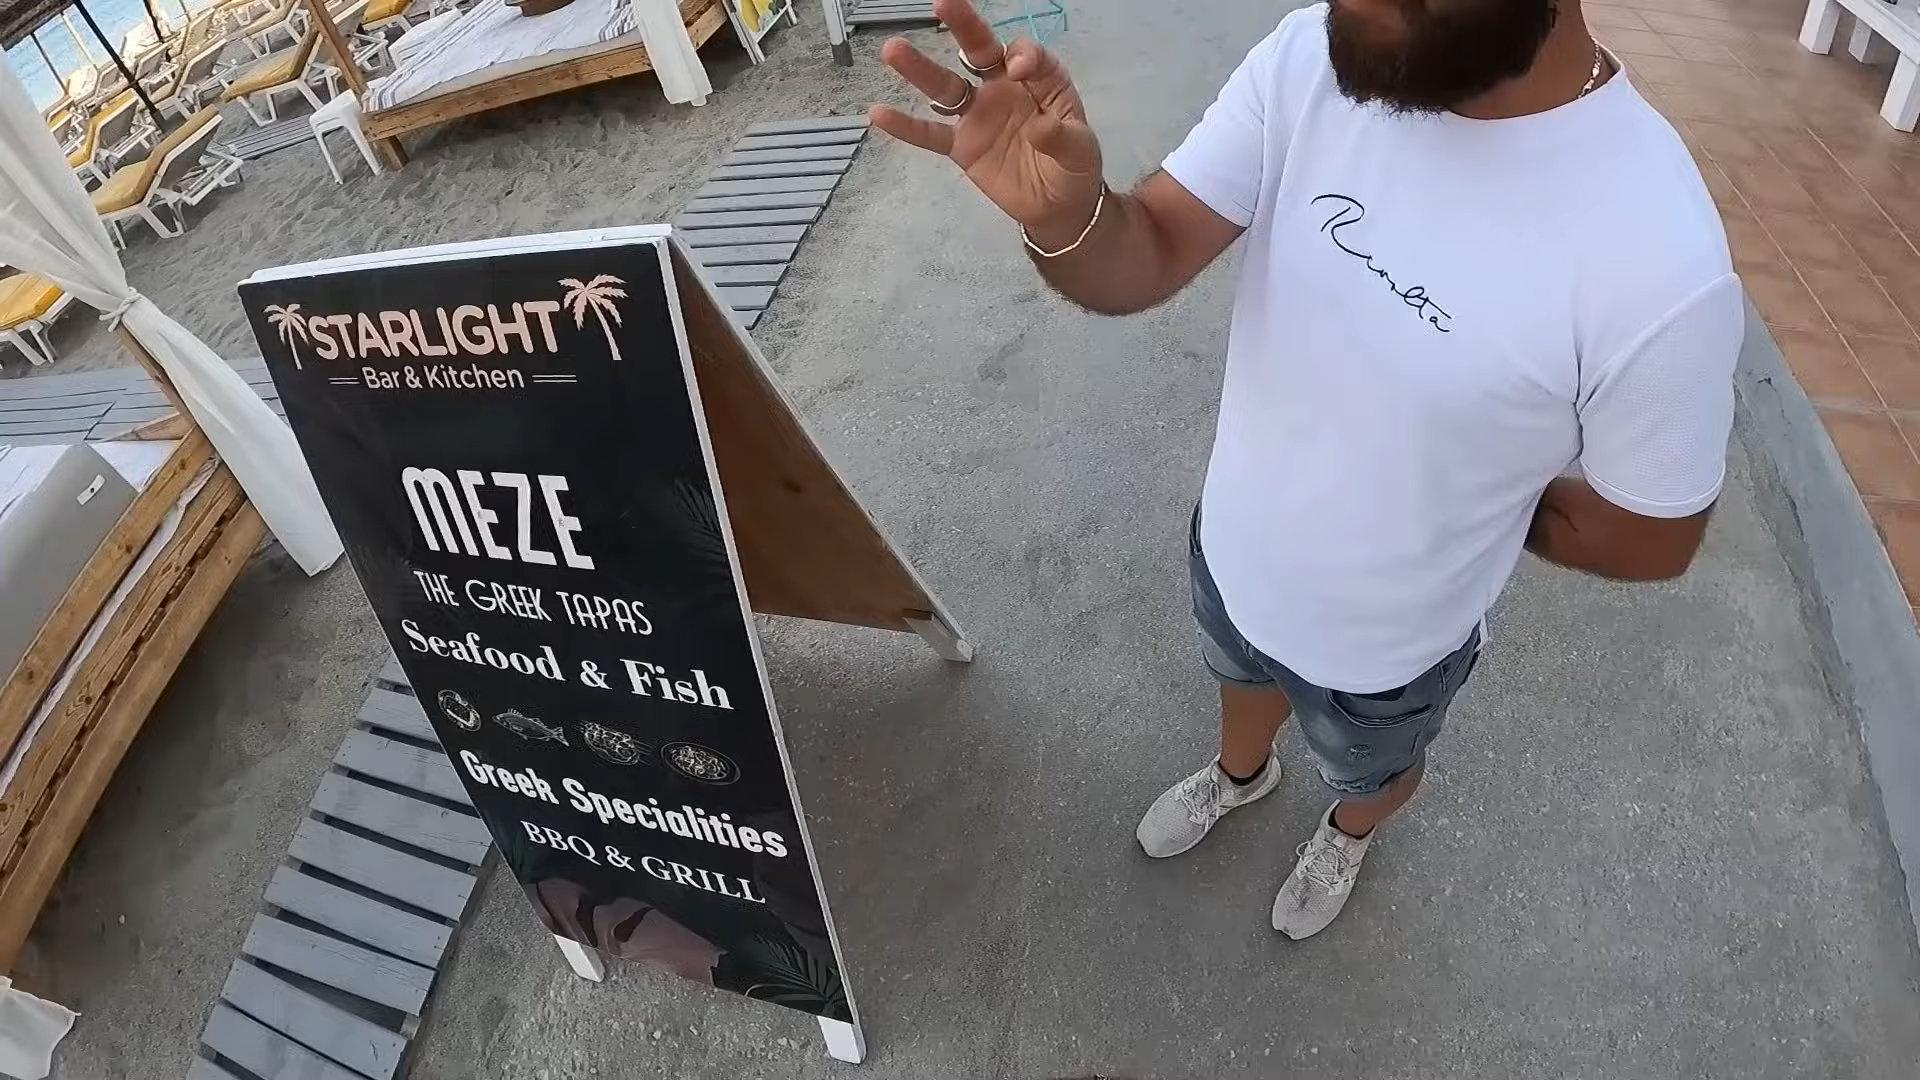 STARLIGHT
Bar & Kitchen
MEZE
THE GREEK TAPAS
Seafood & Fish
Greek Specialities
BBQ & GRILL